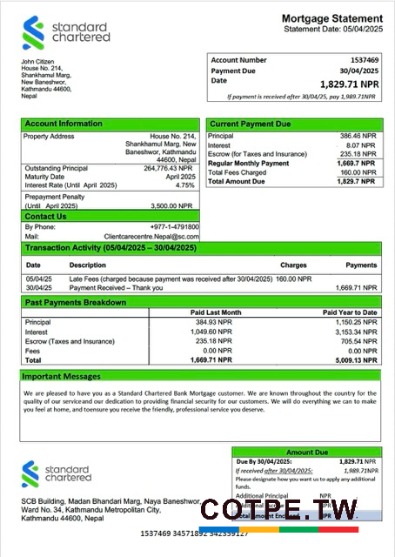 standard
chartered
Mortgage Statement
Statement Date: 05/04/2025
John Citizen
House No. 214,
Shankhamul Marg,
New Baneshwor,
Kathmandu 44600,
Nepal
Account Number 1537469
Payment Due 30/04/2025
Date
1,829.71 NPR
If payment is received after 30/04/25, pay 1,989.71NPR
Account Information
Property Address House No. 214,
Shankhamul Marg, New
Baneshwor, Kathmandu
44600, Nepal
Outstanding Principal 264,776.43 NPR
Maturity Date April 2025
Interest Rate (Until April 2025) 4.75%
Prepayment Penalty
(Until April 2025) 3,500.00 NPR
Contact Us
By Phone: +977-1-4791800
Mail: Clientcarecentre.Nepal@sc.com
Current Payment Due
Principal 386.46 NPR
Interest 8.07 NPR
Escrow (for Taxes and Insurance) 235.18 NPR
Regular Monthly Payment 1,669.7 NPR
Total Fees Charged 160.00 NPR
Total Amount Due 1,829.7 NPR
Transaction Activity (05/04/2025 – 30/04/2025)
Date Description Charges Payments
05/04/25 Late Fees (charged because payment was received after 30/04/2025) 160.00 NPR
30/04/25 Payment Received – Thank you 1,669.71 NPR
Past Payments Breakdown
Paid Last Month Paid Year to Date
Principal 384.93 NPR 1,150.25 NPR
Interest 1,049.60 NPR 3,153.34 NPR
Escrow (Taxes and Insurance) 235.18 NPR 705.54 NPR
Fees 0.00 NPR 0.00 NPR
Total 1,669.71 NPR 5,009.13 NPR
Important Messages
We are pleased to have you as a Standard Chartered Bank Mortgage customer. We are known throughout the country for the
quality of our serviceand our dedication to providing financial security for our customers. We will do everything we can to make
you feel at home, and toensure you receive the friendly, professional service you deserve.
standard
chartered
SCB Building, Madan Bhandari Marg, Naya Baneshwor,
Ward No. 34, Kathmandu Metropolitan City,
Kathmandu 44600, Nepal
Amount Due
Due By 30/04/2025: 1,829.71 NPR
If received after 30/04/2025: 1,989.71NPR
Please designate how you want us to apply any additional
funds.
Additional Principal NPR
NPR
Total Amount NPR
COTPE.TW
1537469 34571892 342359127